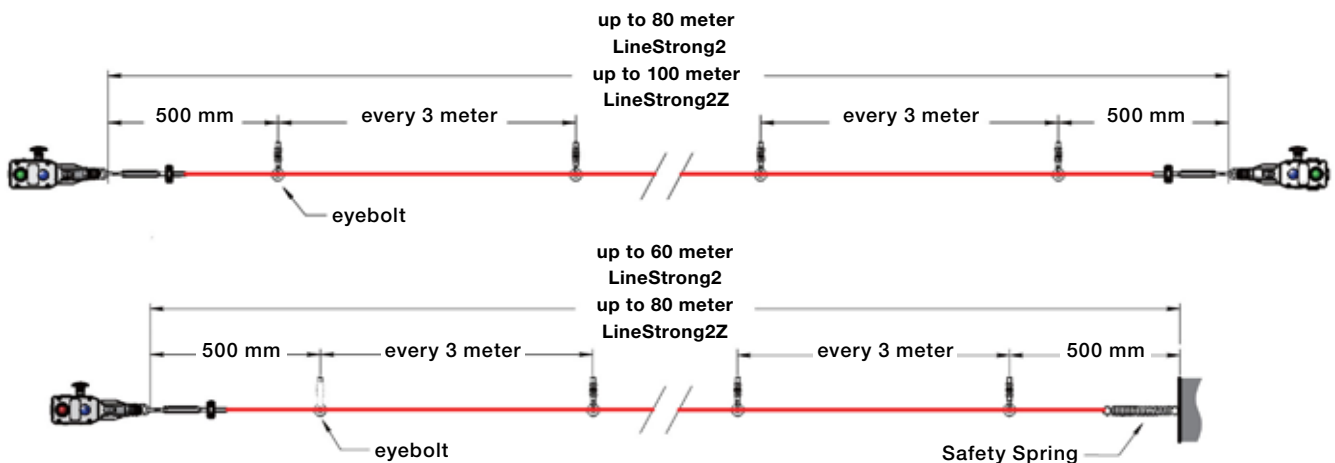 up to 80 meter
LineStrong2
up to 100 meter
LineStrong2Z
500 mm
every 3 meter
every 3 meter
500 mm
eyebolt
up to 60 meter
LineStrong2
up to 80 meter
LineStrong2Z
500 mm
every 3 meter
every 3 meter
500 mm
eyebolt
Safety Spring